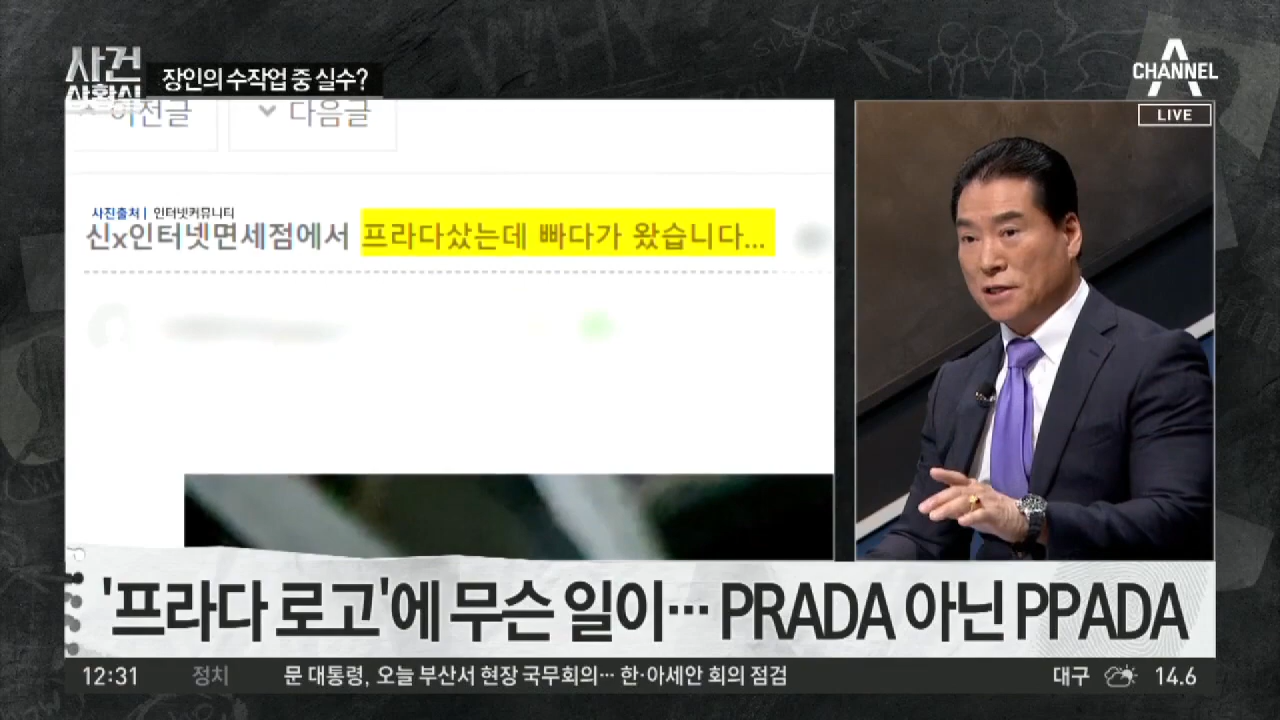 사건
상황실
장인의 수작업 중 실수?
CHANNEL A
LIVE
이전글
다음글
사진출처 | 인터넷커뮤니티
신x인터넷면세점에서 프라다샀는데 빠다가 왔습니다...
'프라다 로고'에 무슨 일이… PRADA 아닌 PPADA
12:31 정치 문 대통령, 오늘 부산서 현장 국무회의… 한·아세안 회의 점검 대구 14.6